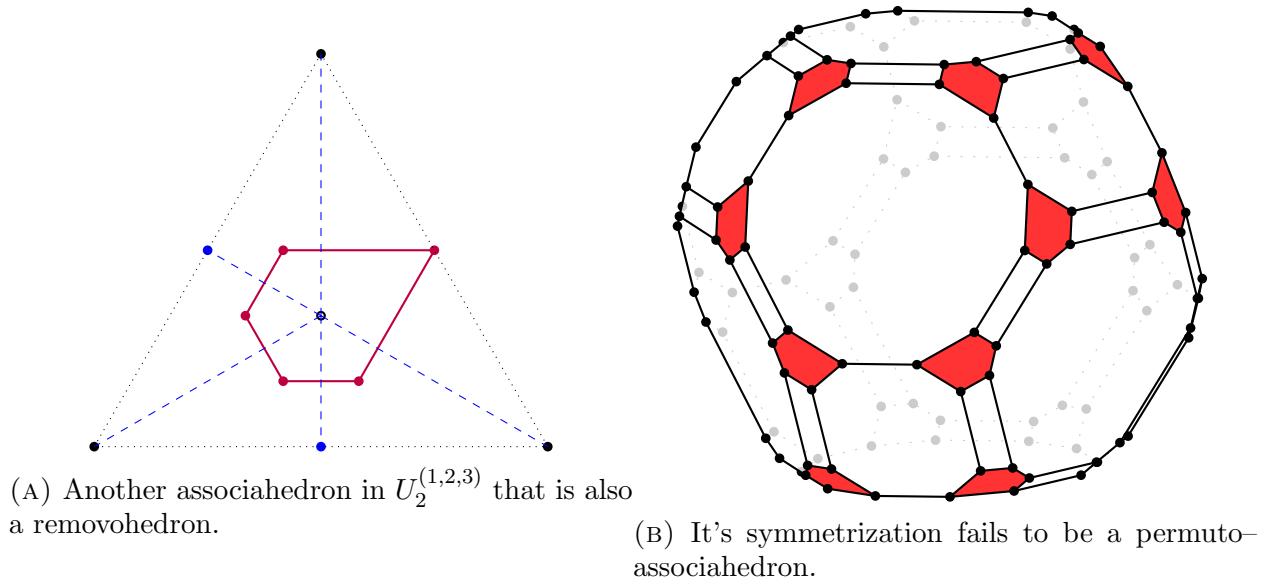 (A) Another associahedron in $U_2^{(1,2,3)}$ that is also
a removohedron.
(B) It's symmetrization fails to be a permuto–
associahedron.